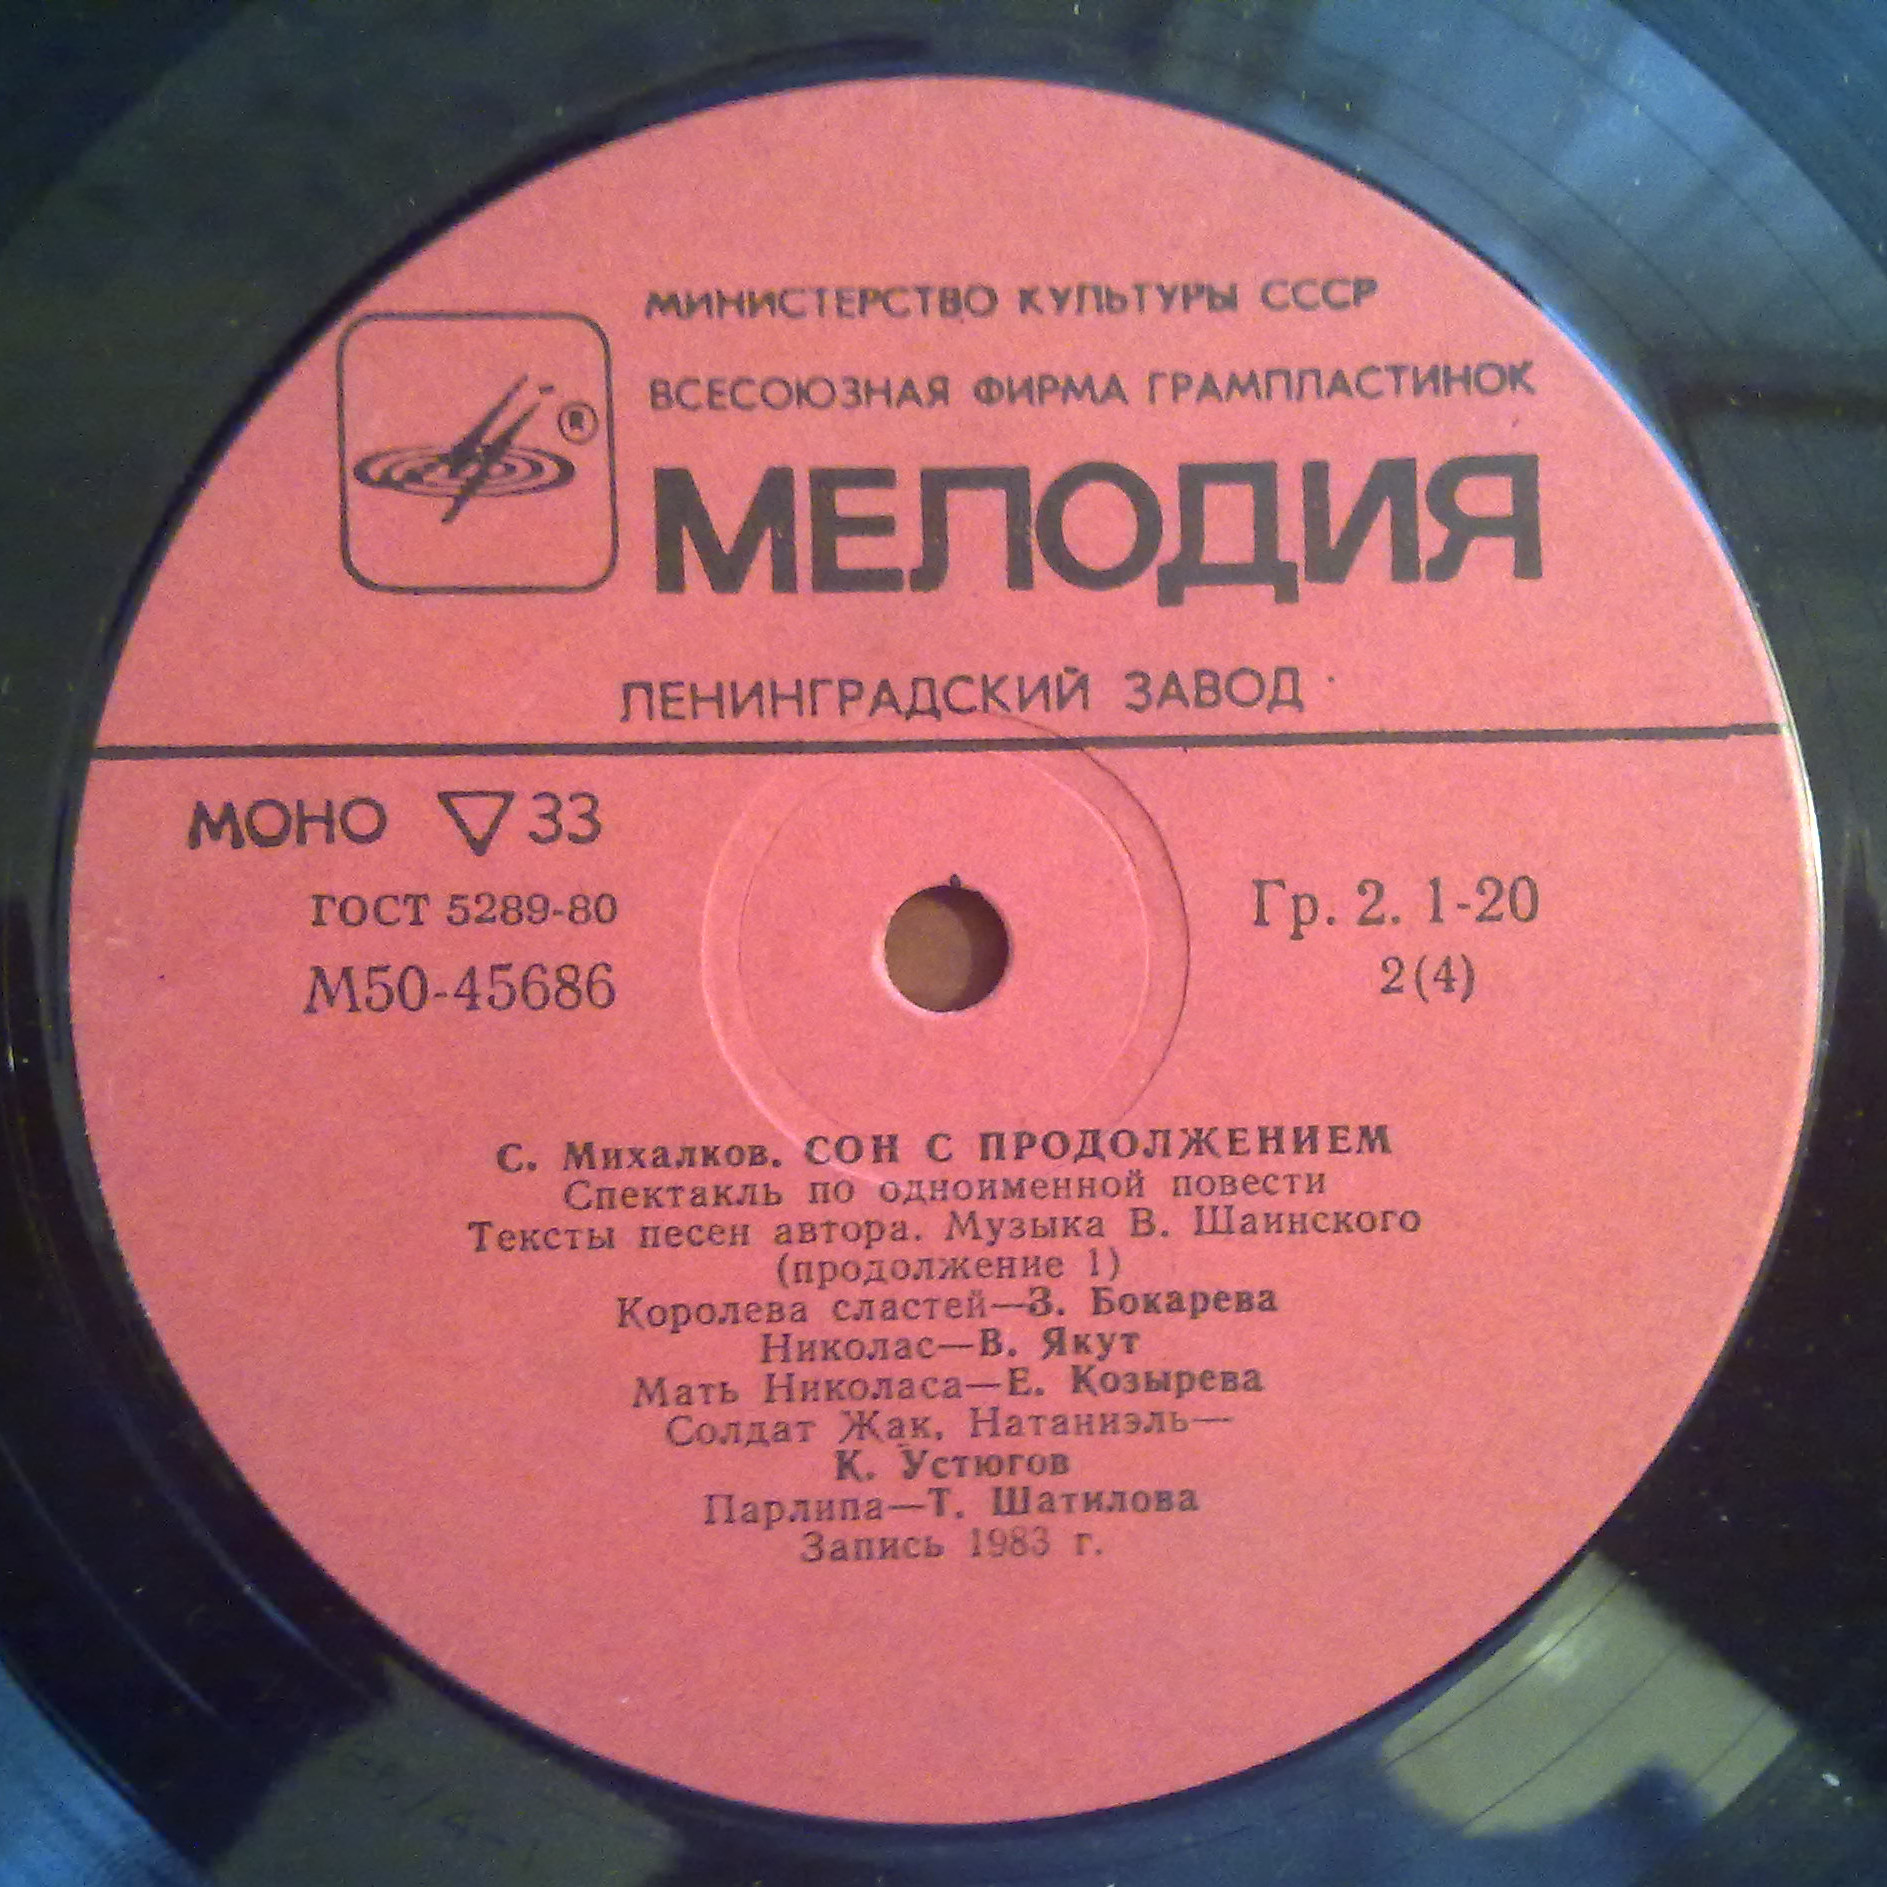 МИНИСТЕРСТВО КУЛЬТУРЫ СССР
ВСЕСОЮЗНАЯ ФИРМА ГРАМПЛАСТИНОК
®
МЕЛОДИЯ
ЛЕНИНГРАДСКИЙ ЗАВОД
МОНО ▽ 33
ГОСТ 5289-80
М50-45686
Гр. 2. 1-20
2(4)
С. Михалков. СОН С ПРОДОЛЖЕНИЕМ
Спектакль по одноименной повести
Тексты песен автора. Музыка В. Шаинского
(продолжение 1)
Королева сластей—З. Бокарева
Николас—В. Якут
Мать Николаса—Е. Козырева
Солдат Жак, Натаниэль—
К. Устюгов
Парлипа—Т. Шатилова
Запись 1983 г.